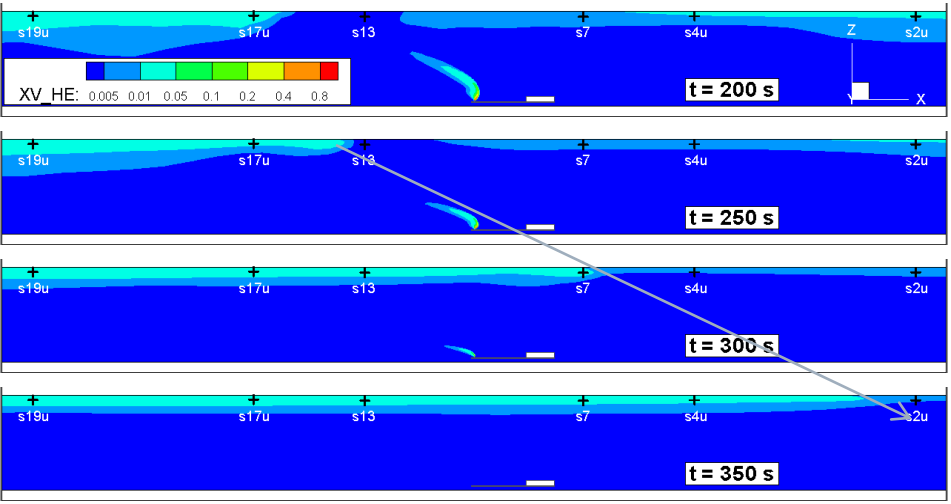 s19u s17u s13 s7 s4u s2u
Z
XV_HE: 0.005 0.01 0.05 0.1 0.2 0.4 0.8
t = 200 s
Y X
s19u s17u s13 s7 s4u s2u
t = 250 s
s19u s17u s13 s7 s4u s2u
t = 300 s
s19u s17u s13 s7 s4u s2u
t = 350 s